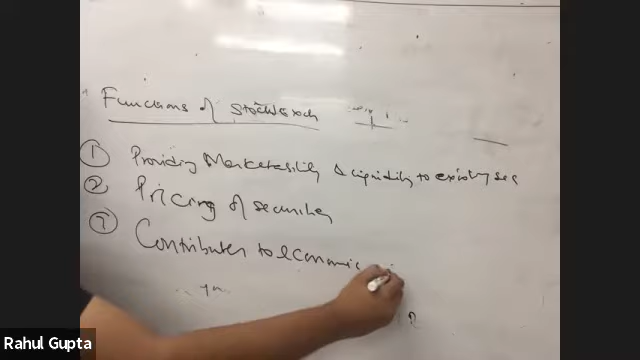 Functions of Stock Exch
① Providing Marketability & liquidity to existing sec
② Pricing of securities
③ Contributes to economic
Rahul Gupta